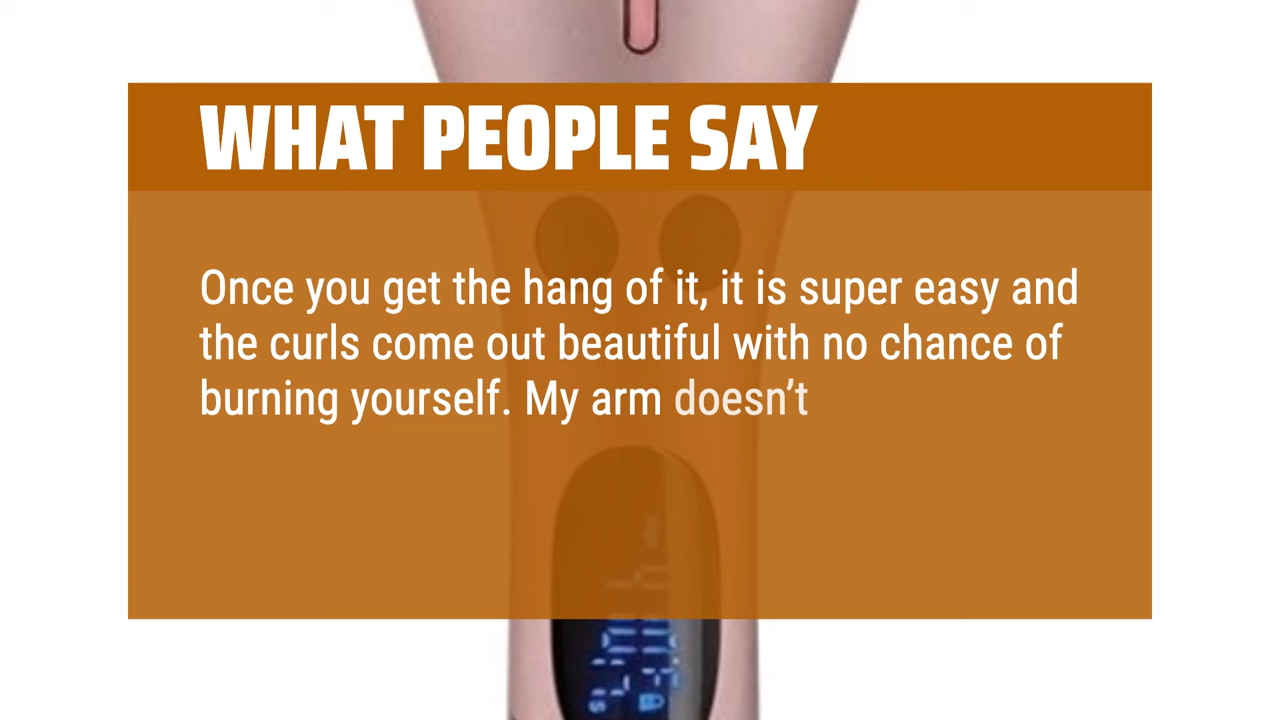 WHAT PEOPLE SAY
Once you get the hang of it, it is super easy and
the curls come out beautiful with no chance of
burning yourself. My arm doesn’t